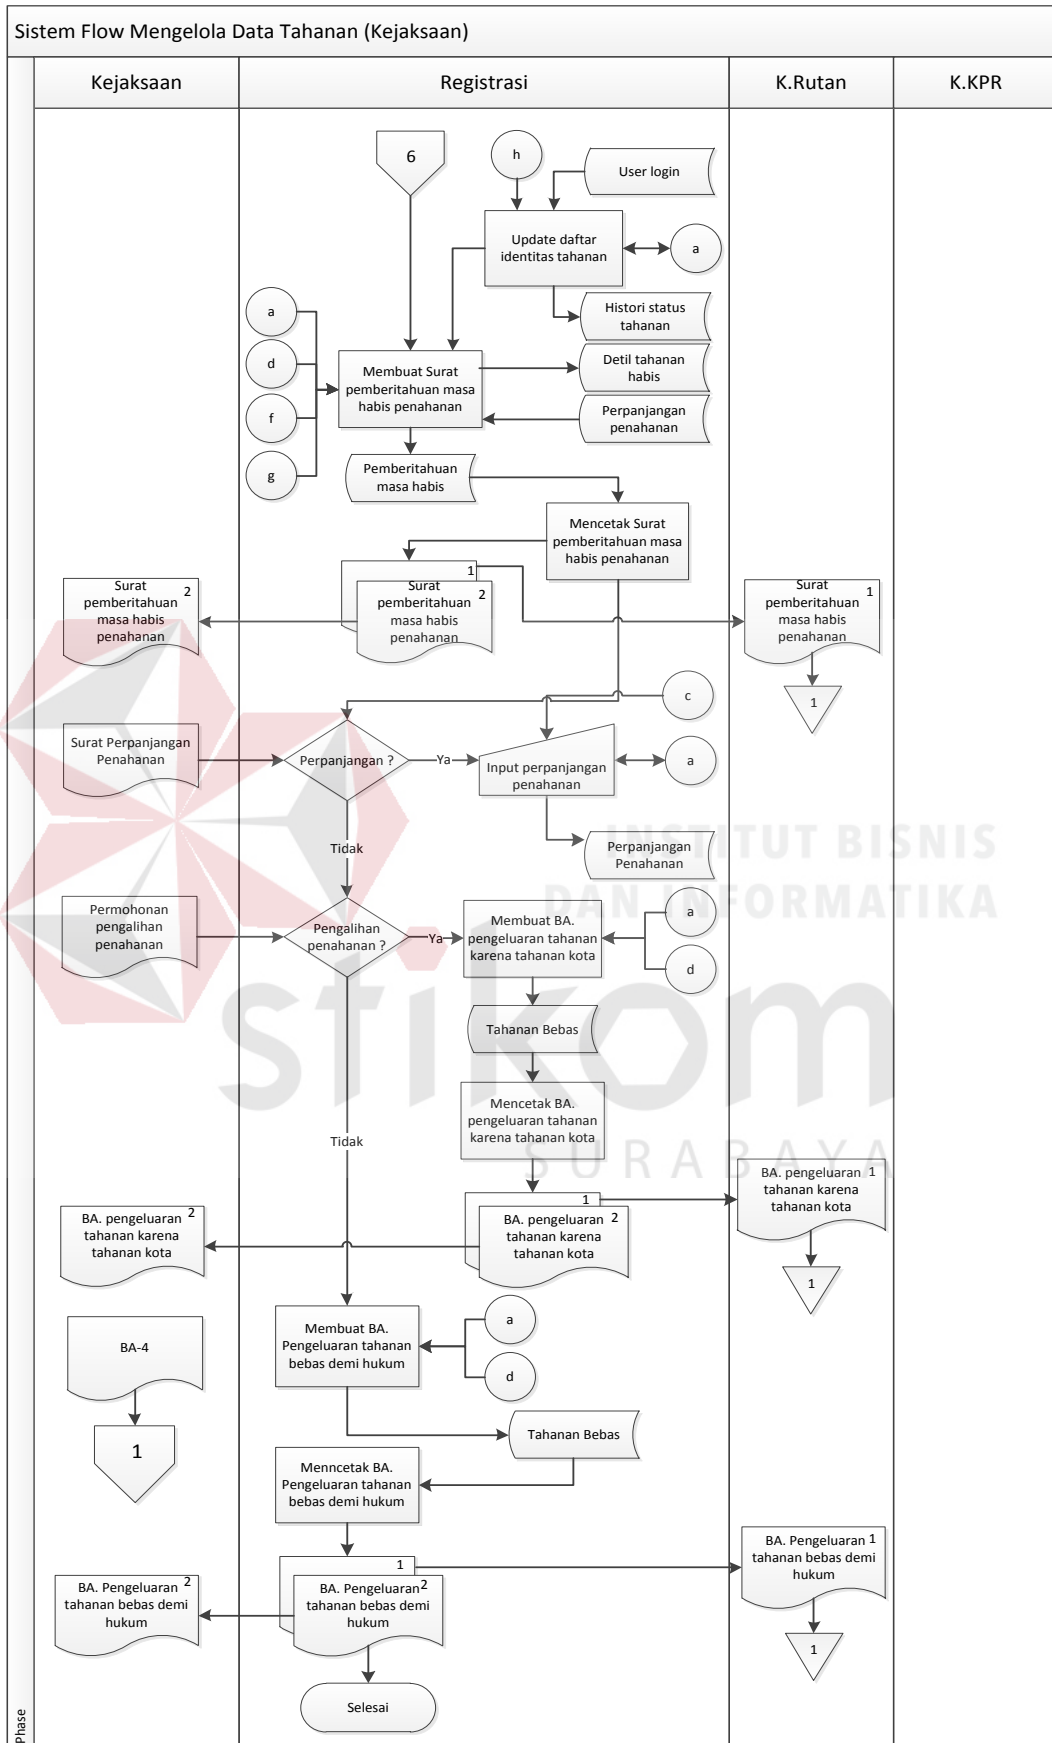 Sistem Flow Mengelola Data Tahanan (Kejaksaan)
Kejaksaan
Registrasi
K.Rutan
K.KPR
6
h
User login
Update daftar
identitas tahanan
a
Histori status
tahanan
a
d
f
g
Membuat Surat
pemberitahuan masa
habis penahanan
Detil tahanan
habis
Perpanjangan
penahanan
Pemberitahuan
masa habis
Mencetak Surat
pemberitahuan masa
habis penahanan
1
Surat
pemberitahuan 2
masa habis
penahanan
Surat
pemberitahuan 2
masa habis
penahanan
Surat
pemberitahuan 1
masa habis
penahanan
1
c
Surat Perpanjangan
Penahanan
Perpanjangan ?
Ya
Input perpanjangan
penahanan
a
Tidak
Perpanjangan
Penahanan
INSTITUT BISNIS
DAN INFORMATIKA
Permohonan
pengalihan
penahanan
Pengalihan
penahanan ?
Ya
Membuat BA.
pengeluaran tahanan
karena tahanan kota
a
d
stikom
Tahanan Bebas
Mencetak BA.
pengeluaran tahanan
karena tahanan kota
Tidak
SURABAYA
1
BA. pengeluaran 2
tahanan karena
tahanan kota
BA. pengeluaran 2
tahanan karena
tahanan kota
BA. pengeluaran 1
tahanan karena
tahanan kota
1
BA-4
1
Membuat BA.
Pengeluaran tahanan
bebas demi hukum
a
d
Tahanan Bebas
Menncetak BA.
Pengeluaran tahanan
bebas demi hukum
1
BA. Pengeluaran 2
tahanan bebas demi
hukum
BA. Pengeluaran 2
tahanan bebas demi
hukum
BA. Pengeluaran 1
tahanan bebas demi
hukum
1
Selesai
Phase